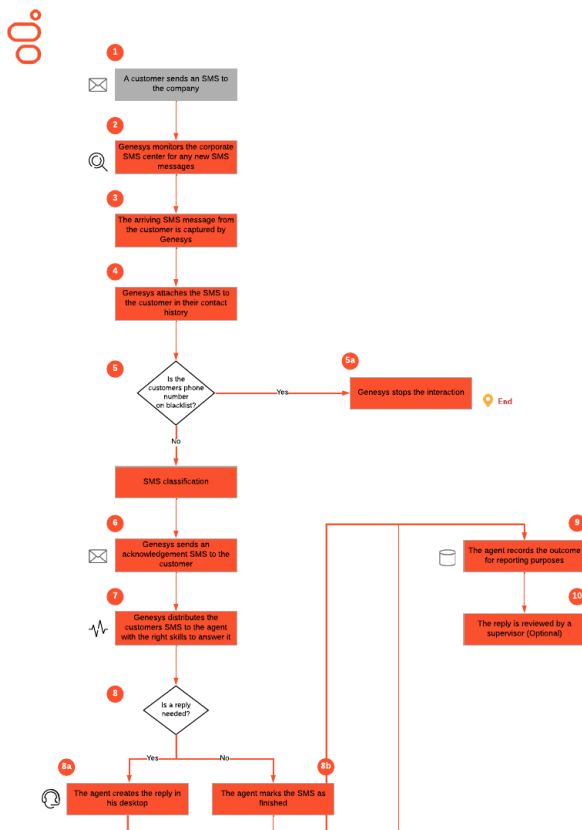 1
A customer sends an SMS to
the company
2
Genesys monitors the corporate
SMS center for any new SMS
messages
3
The arriving SMS message from
the customer is captured by
Genesys
4
Genesys attaches the SMS to
the customer in their contact
history
5
Is the
customers phone
number
on blacklist?
Yes
5a
Genesys stops the interaction
End
No
SMS classification
6
Genesys sends an
acknowledgement SMS to the
customer
7
Genesys distributes the
customers SMS to the agent
with the right skills to answer it
8
Is a reply
needed?
Yes
No
8a
The agent creates the reply in
his desktop
8b
The agent marks the SMS as
finished
9
The agent records the outcome
for reporting purposes
10
The reply is reviewed by a
supervisor (Optional)